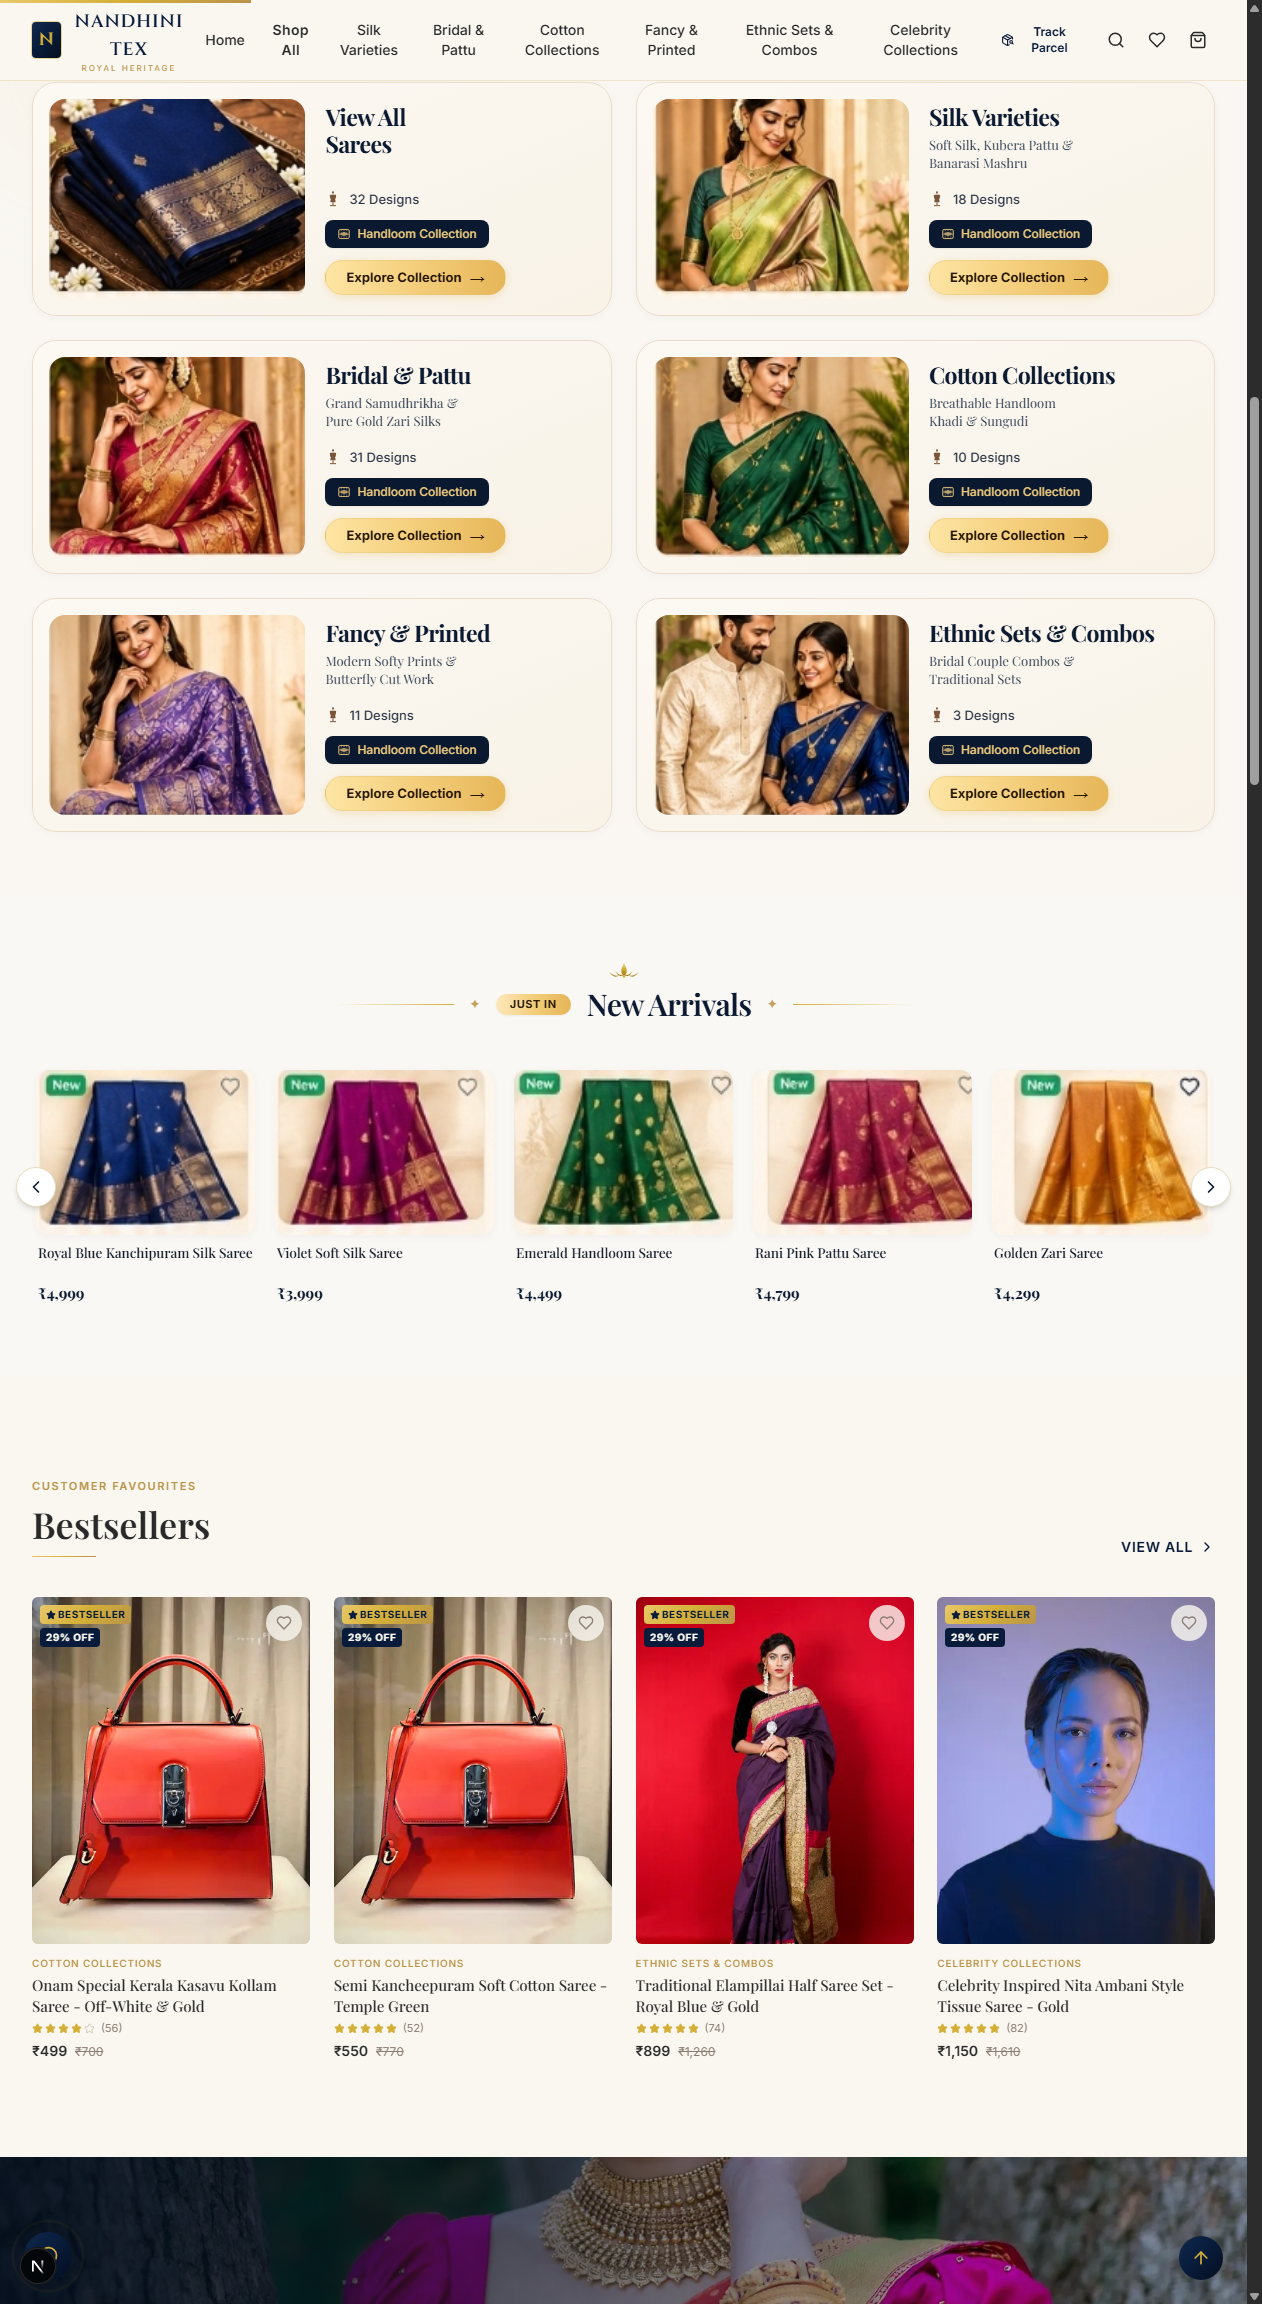 NANDHINI
TEX
ROYAL HERITAGE
N
Home
Shop
All
Silk
Varieties
Bridal &
Pattu
Cotton
Collections
Fancy &
Printed
Ethnic Sets &
Combos
Celebrity
Collections
Track
Parcel
View All
Sarees
32 Designs
Handloom Collection
Explore Collection →
Silk Varieties
Soft Silk, Kubera Pattu &
Banarasi Mashru
18 Designs
Handloom Collection
Explore Collection →
Bridal & Pattu
Grand Samudhrikha &
Pure Gold Zari Silks
31 Designs
Handloom Collection
Explore Collection →
Cotton Collections
Breathable Handloom
Khadi & Sungudi
10 Designs
Handloom Collection
Explore Collection →
Fancy & Printed
Modern Softy Prints &
Butterfly Cut Work
11 Designs
Handloom Collection
Explore Collection →
Ethnic Sets & Combos
Bridal Couple Combos &
Traditional Sets
3 Designs
Handloom Collection
Explore Collection →
JUST IN New Arrivals
New
Royal Blue Kanchipuram Silk Saree
₹4,999
New
Violet Soft Silk Saree
₹3,999
New
Emerald Handloom Saree
₹4,499
New
Rani Pink Pattu Saree
₹4,799
New
Golden Zari Saree
₹4,299
CUSTOMER FAVOURITES
Bestsellers
VIEW ALL
BESTSELLER
29% OFF
COTTON COLLECTIONS
Onam Special Kerala Kasavu Kollam
Saree - Off-White & Gold
(56)
₹499 ₹700
BESTSELLER
29% OFF
COTTON COLLECTIONS
Semi Kancheepuram Soft Cotton Saree -
Temple Green
(52)
₹550 ₹770
BESTSELLER
29% OFF
ETHNIC SETS & COMBOS
Traditional Elampillai Half Saree Set -
Royal Blue & Gold
(74)
₹899 ₹1,260
BESTSELLER
29% OFF
CELEBRITY COLLECTIONS
Celebrity Inspired Nita Ambani Style
Tissue Saree - Gold
(82)
₹1,150 ₹1,610
N